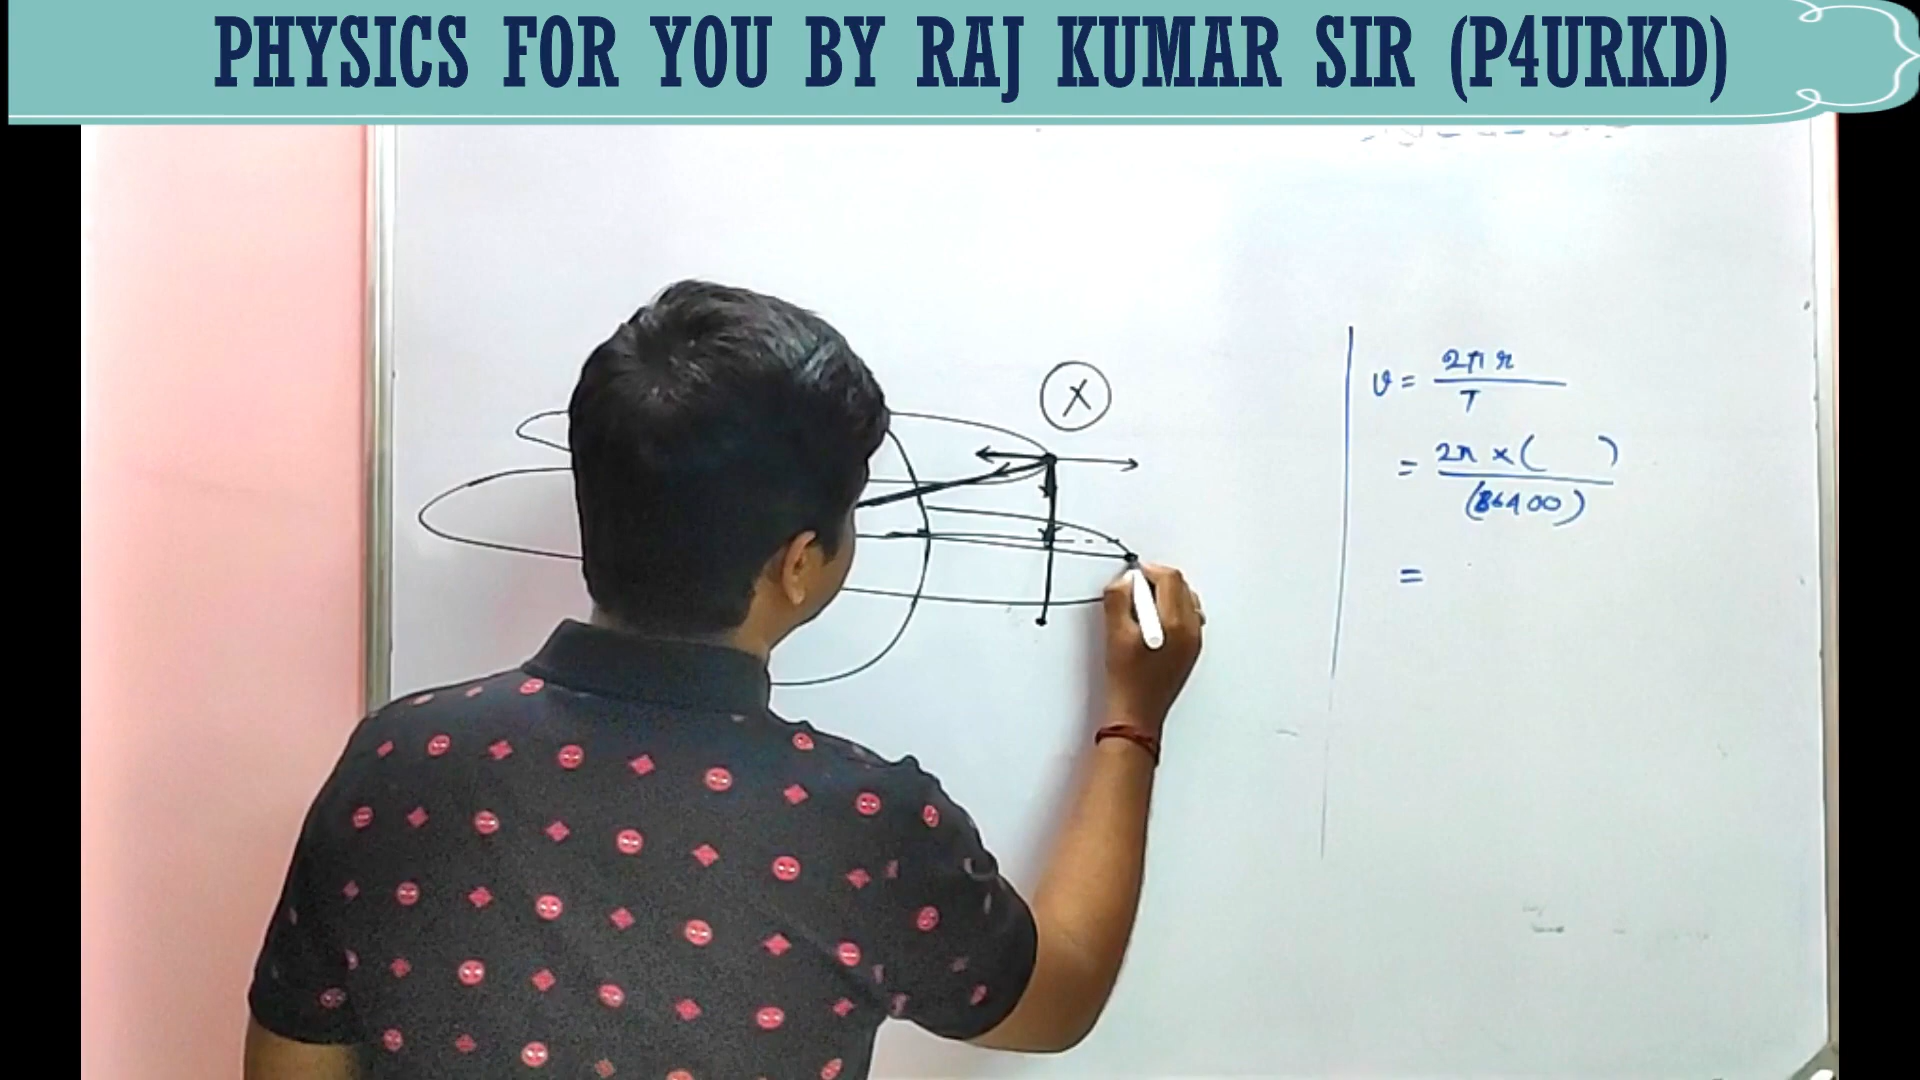 PHYSICS FOR YOU BY RAJ KUMAR SIR (P4URKD)
X
v = 2πr / T
= 2π × ( ) / (86400)
=